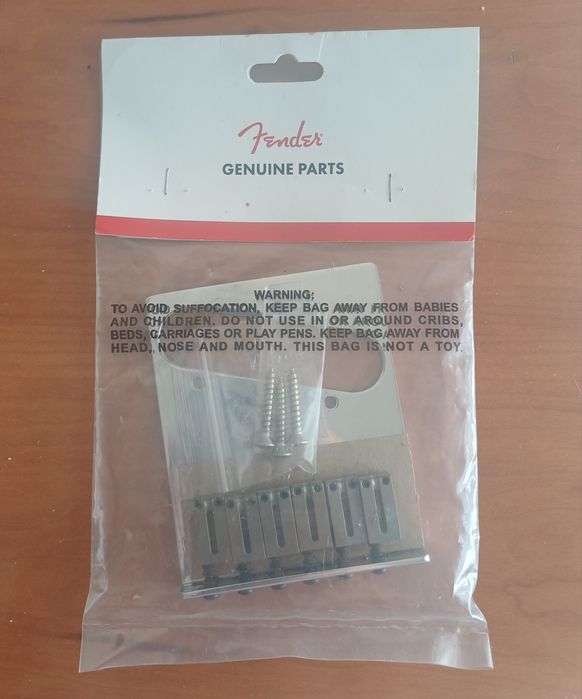 Fender
GENUINE PARTS
WARNING:
TO AVOID SUFFOCATION, KEEP BAG AWAY FROM BABIES
AND CHILDREN. DO NOT USE IN OR AROUND CRIBS,
BEDS, CARRIAGES OR PLAY PENS. KEEP BAG AWAY FROM
HEAD, NOSE AND MOUTH. THIS BAG IS NOT A TOY.